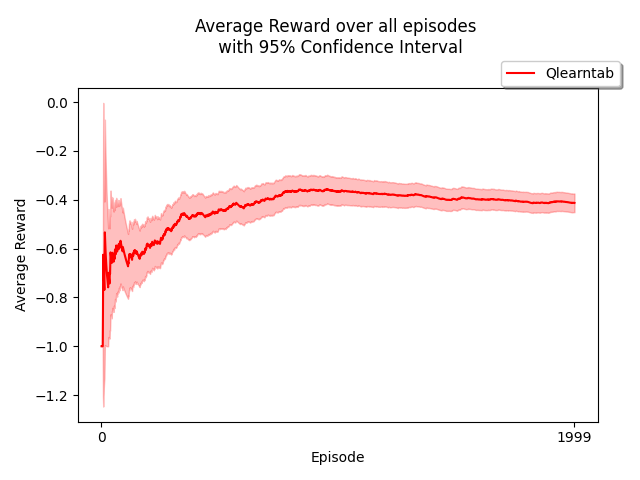 Average Reward over all episodes
with 95% Confidence Interval
Qlearntab
0.0
−0.2
−0.4
−0.6
−0.8
−1.0
−1.2
Average Reward
0
1999
Episode